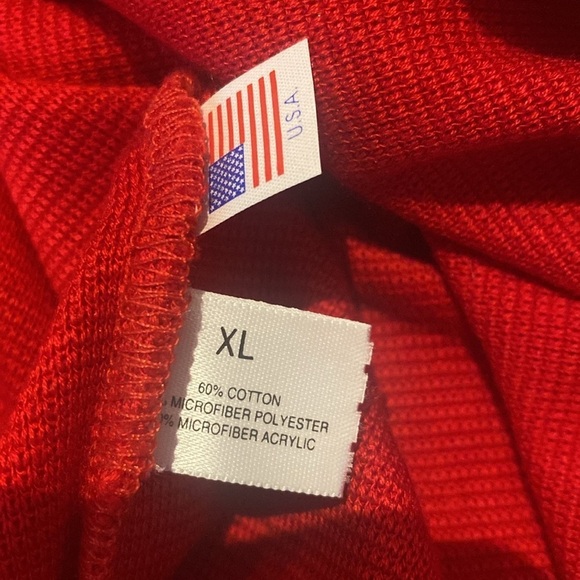 U.S.A.
XL
60% COTTON
% MICROFIBER POLYESTER
% MICROFIBER ACRYLIC